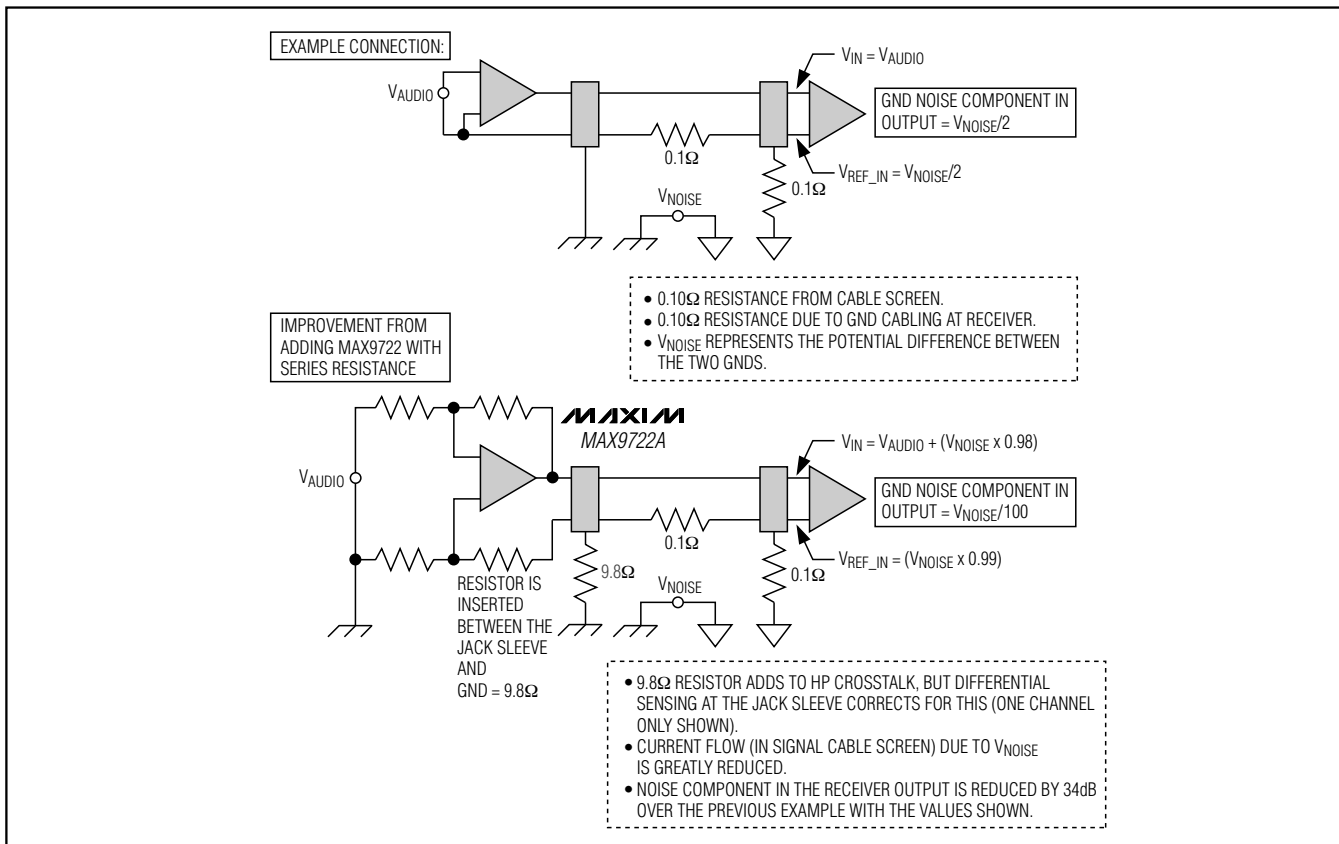 EXAMPLE CONNECTION:
VAUDIO
VIN = VAUDIO
GND NOISE COMPONENT IN
OUTPUT = VNOISE/2
0.1Ω
0.1Ω
VREF_IN = VNOISE/2
VNOISE
• 0.10Ω RESISTANCE FROM CABLE SCREEN.
• 0.10Ω RESISTANCE DUE TO GND CABLING AT RECEIVER.
• VNOISE REPRESENTS THE POTENTIAL DIFFERENCE BETWEEN
THE TWO GNDS.
IMPROVEMENT FROM
ADDING MAX9722 WITH
SERIES RESISTANCE
MAXIM
MAX9722A
VAUDIO
VIN = VAUDIO + (VNOISE x 0.98)
GND NOISE COMPONENT IN
OUTPUT = VNOISE/100
0.1Ω
0.1Ω
VREF_IN = (VNOISE x 0.99)
9.8Ω
VNOISE
RESISTOR IS
INSERTED
BETWEEN THE
JACK SLEEVE
AND
GND = 9.8Ω
• 9.8Ω RESISTOR ADDS TO HP CROSSTALK, BUT DIFFERENTIAL
SENSING AT THE JACK SLEEVE CORRECTS FOR THIS (ONE CHANNEL
ONLY SHOWN).
• CURRENT FLOW (IN SIGNAL CABLE SCREEN) DUE TO VNOISE
IS GREATLY REDUCED.
• NOISE COMPONENT IN THE RECEIVER OUTPUT IS REDUCED BY 34dB
OVER THE PREVIOUS EXAMPLE WITH THE VALUES SHOWN.